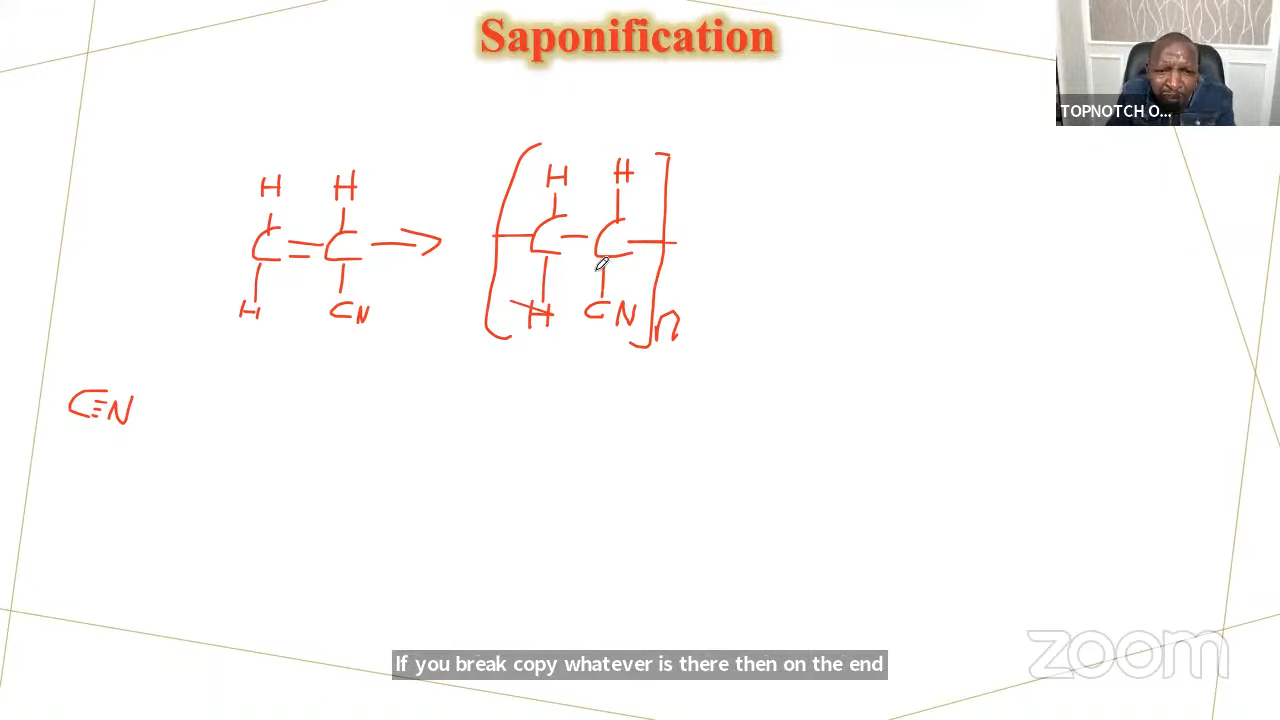 Saponification
TOPNOTCH O...
H H H H
C=C → [-C-C-]n
H CN H CN
C≡N
If you break copy whatever is there then on the end
zoom